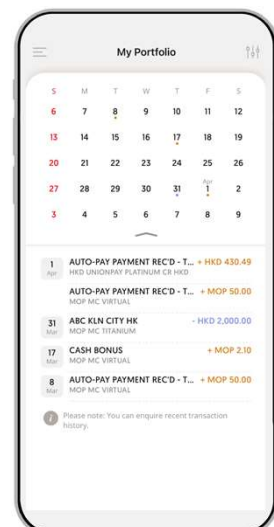 My Portfolio
S M T W T F S
6 7 8 9 10 11 12
13 14 15 16 17 18 19
20 21 22 23 24 25 26
Apr
27 28 29 30 31 1 2
3 4 5 6 7 8 9
1 AUTO-PAY PAYMENT REC'D - T... + HKD 430.49
Apr HKD UNIONPAY PLATINUM CR HKD
AUTO-PAY PAYMENT REC'D - T... + MOP 50.00
MOP MC VIRTUAL
31 ABC KLN CITY HK - HKD 2,000.00
Mar MOP MC TITANIUM
17 CASH BONUS + MOP 2.10
Mar MOP MC VIRTUAL
8 AUTO-PAY PAYMENT REC'D - T... + MOP 50.00
Mar MOP MC VIRTUAL
i Please note: You can enquire recent transaction
history.